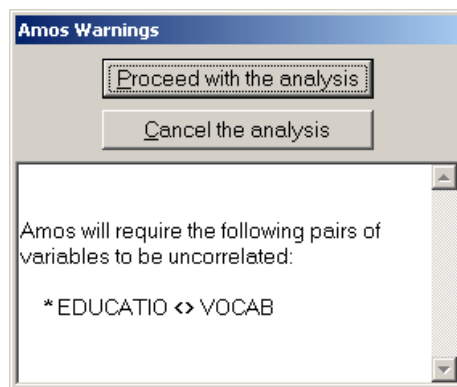 Amos Warnings
Proceed with the analysis
Cancel the analysis
Amos will require the following pairs of
variables to be uncorrelated:
* EDUCATIO <> VOCAB